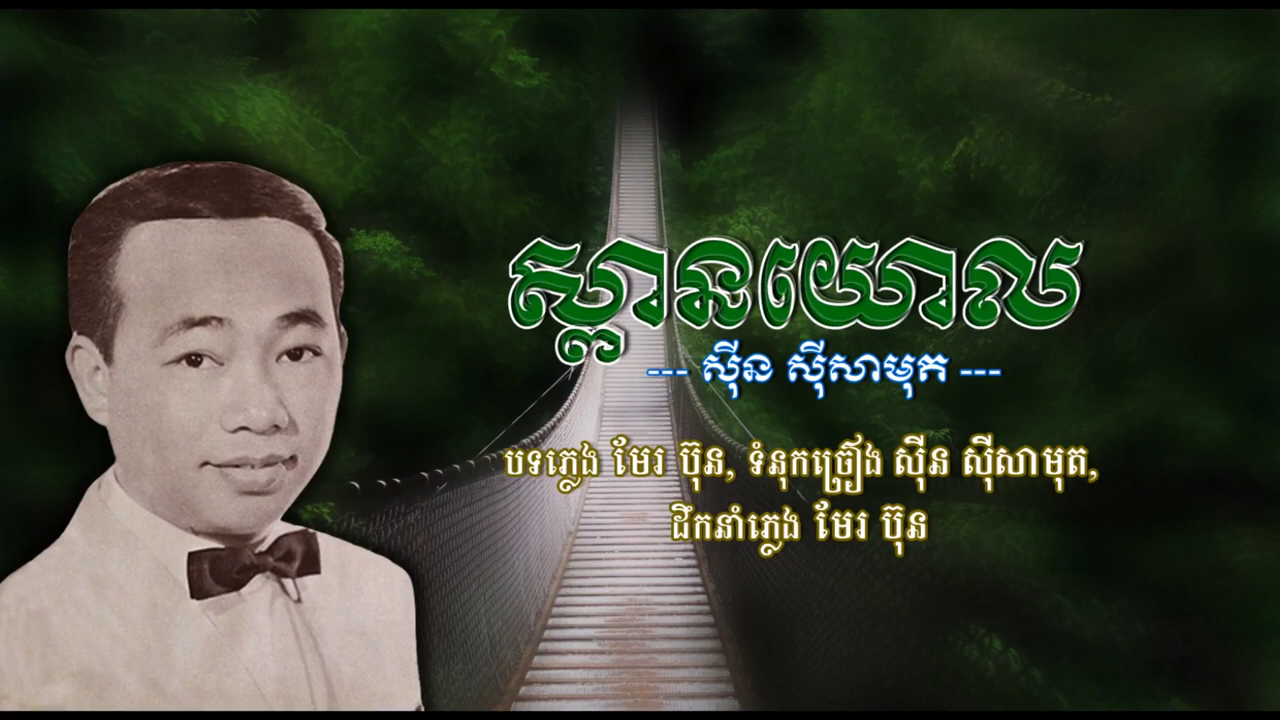 ស្ពានយោល
--- ស៊ីន ស៊ីសាមុត ---
បទភ្លេង មែរ ប៊ុន, ទំនុកច្រៀង ស៊ីន ស៊ីសាមុត,
ដឹកនាំភ្លេង មែរ ប៊ុន